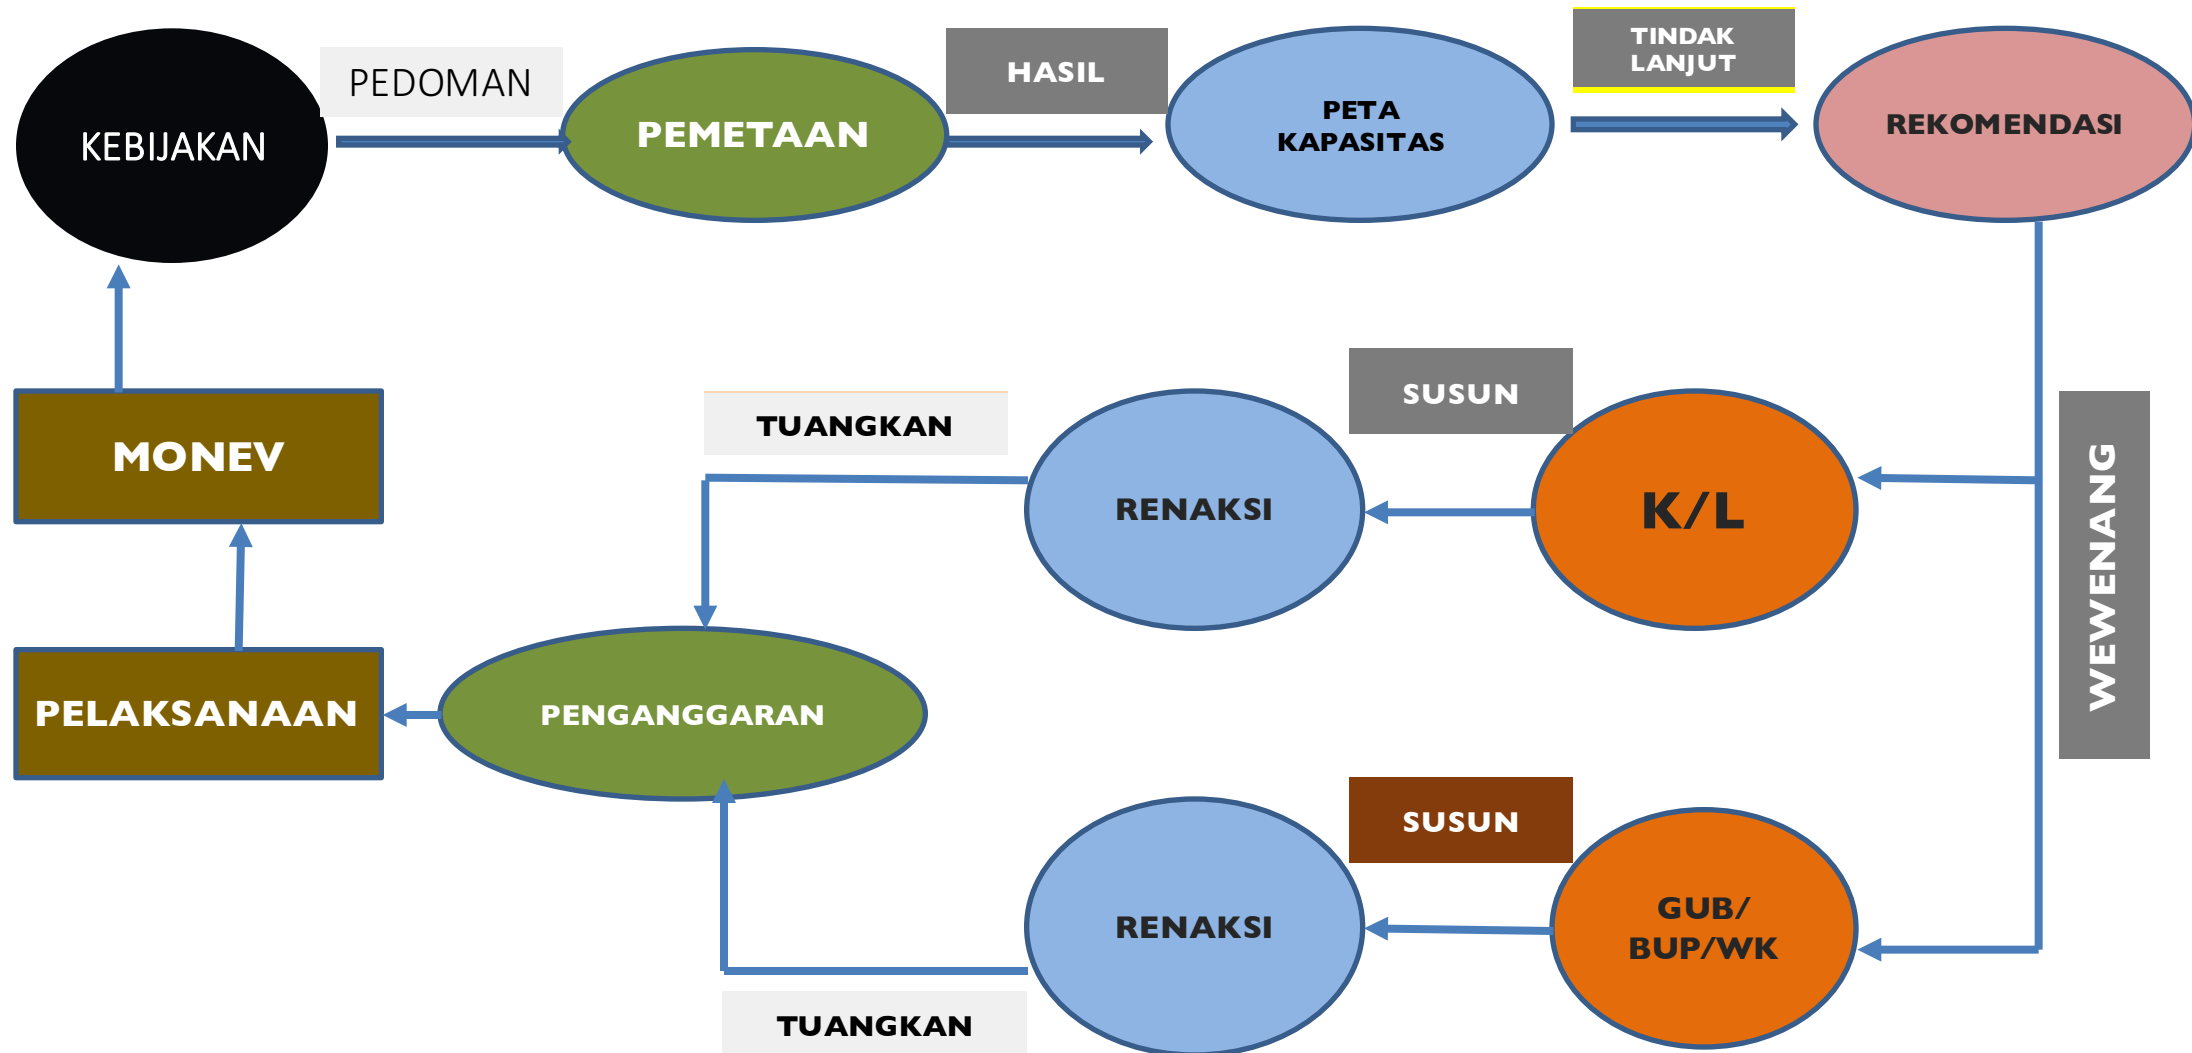 KEBIJAKAN
PEDOMAN
PEMETAAN
HASIL
PETA
KAPASITAS
TINDAK
LANJUT
REKOMENDASI
MONEV
TUANGKAN
RENAKSI
SUSUN
K/L
WEWENANG
PELAKSANAAN
PENGANGGARAN
RENAKSI
SUSUN
GUB/
BUP/WK
TUANGKAN